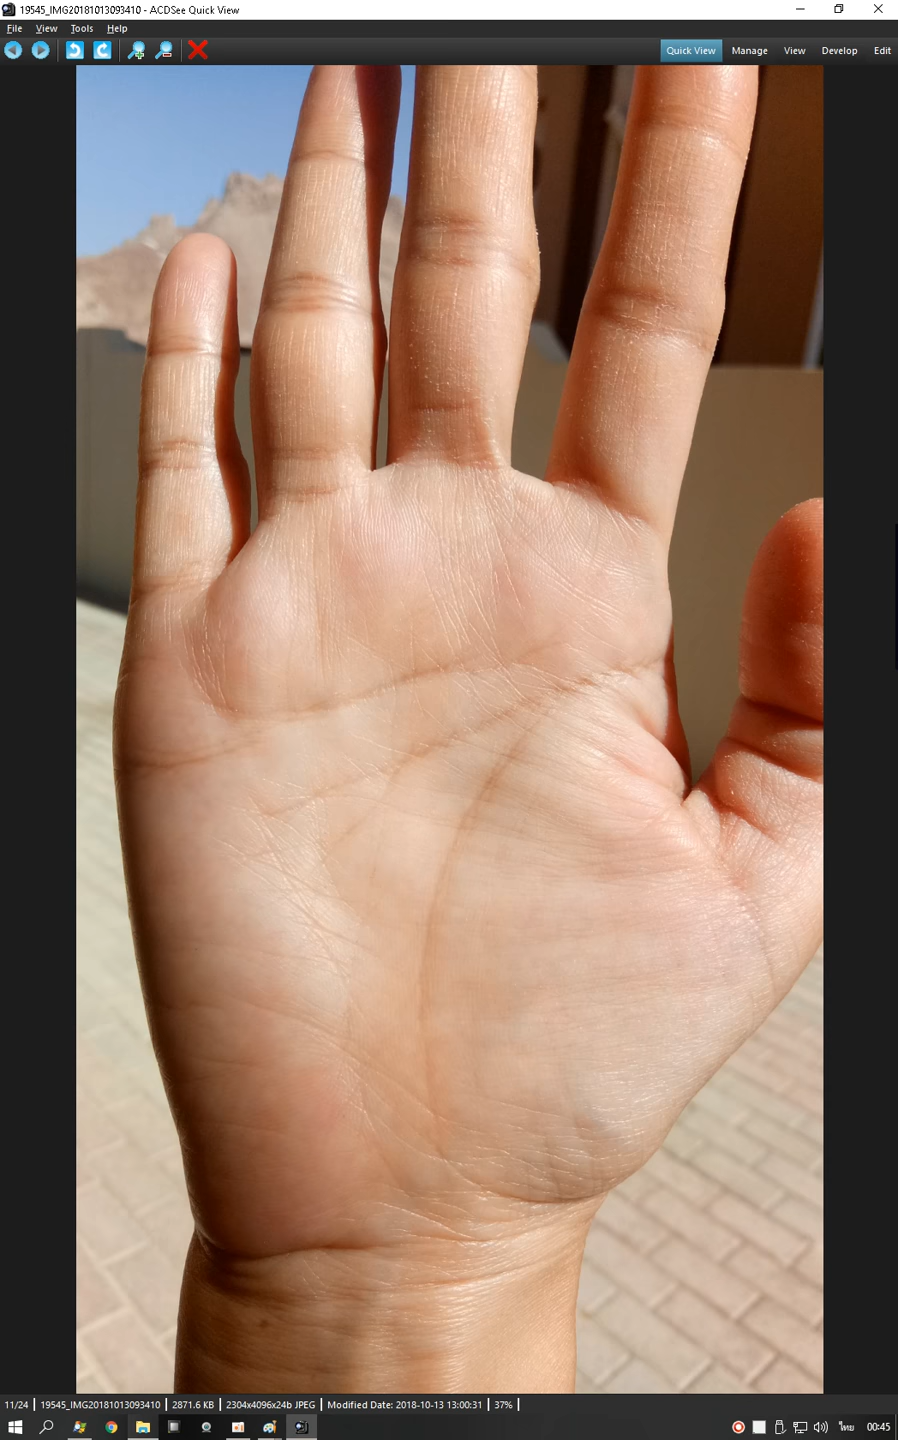 19545_IMG20181013093410 - ACDSee Quick View
File View Tools Help
Quick View Manage View Develop Edit
11/24 19545_IMG20181013093410 2871.6 KB 2304x4096x24b JPEG Modified Date: 2018-10-13 13:00:31 37%
ไทย 00:45